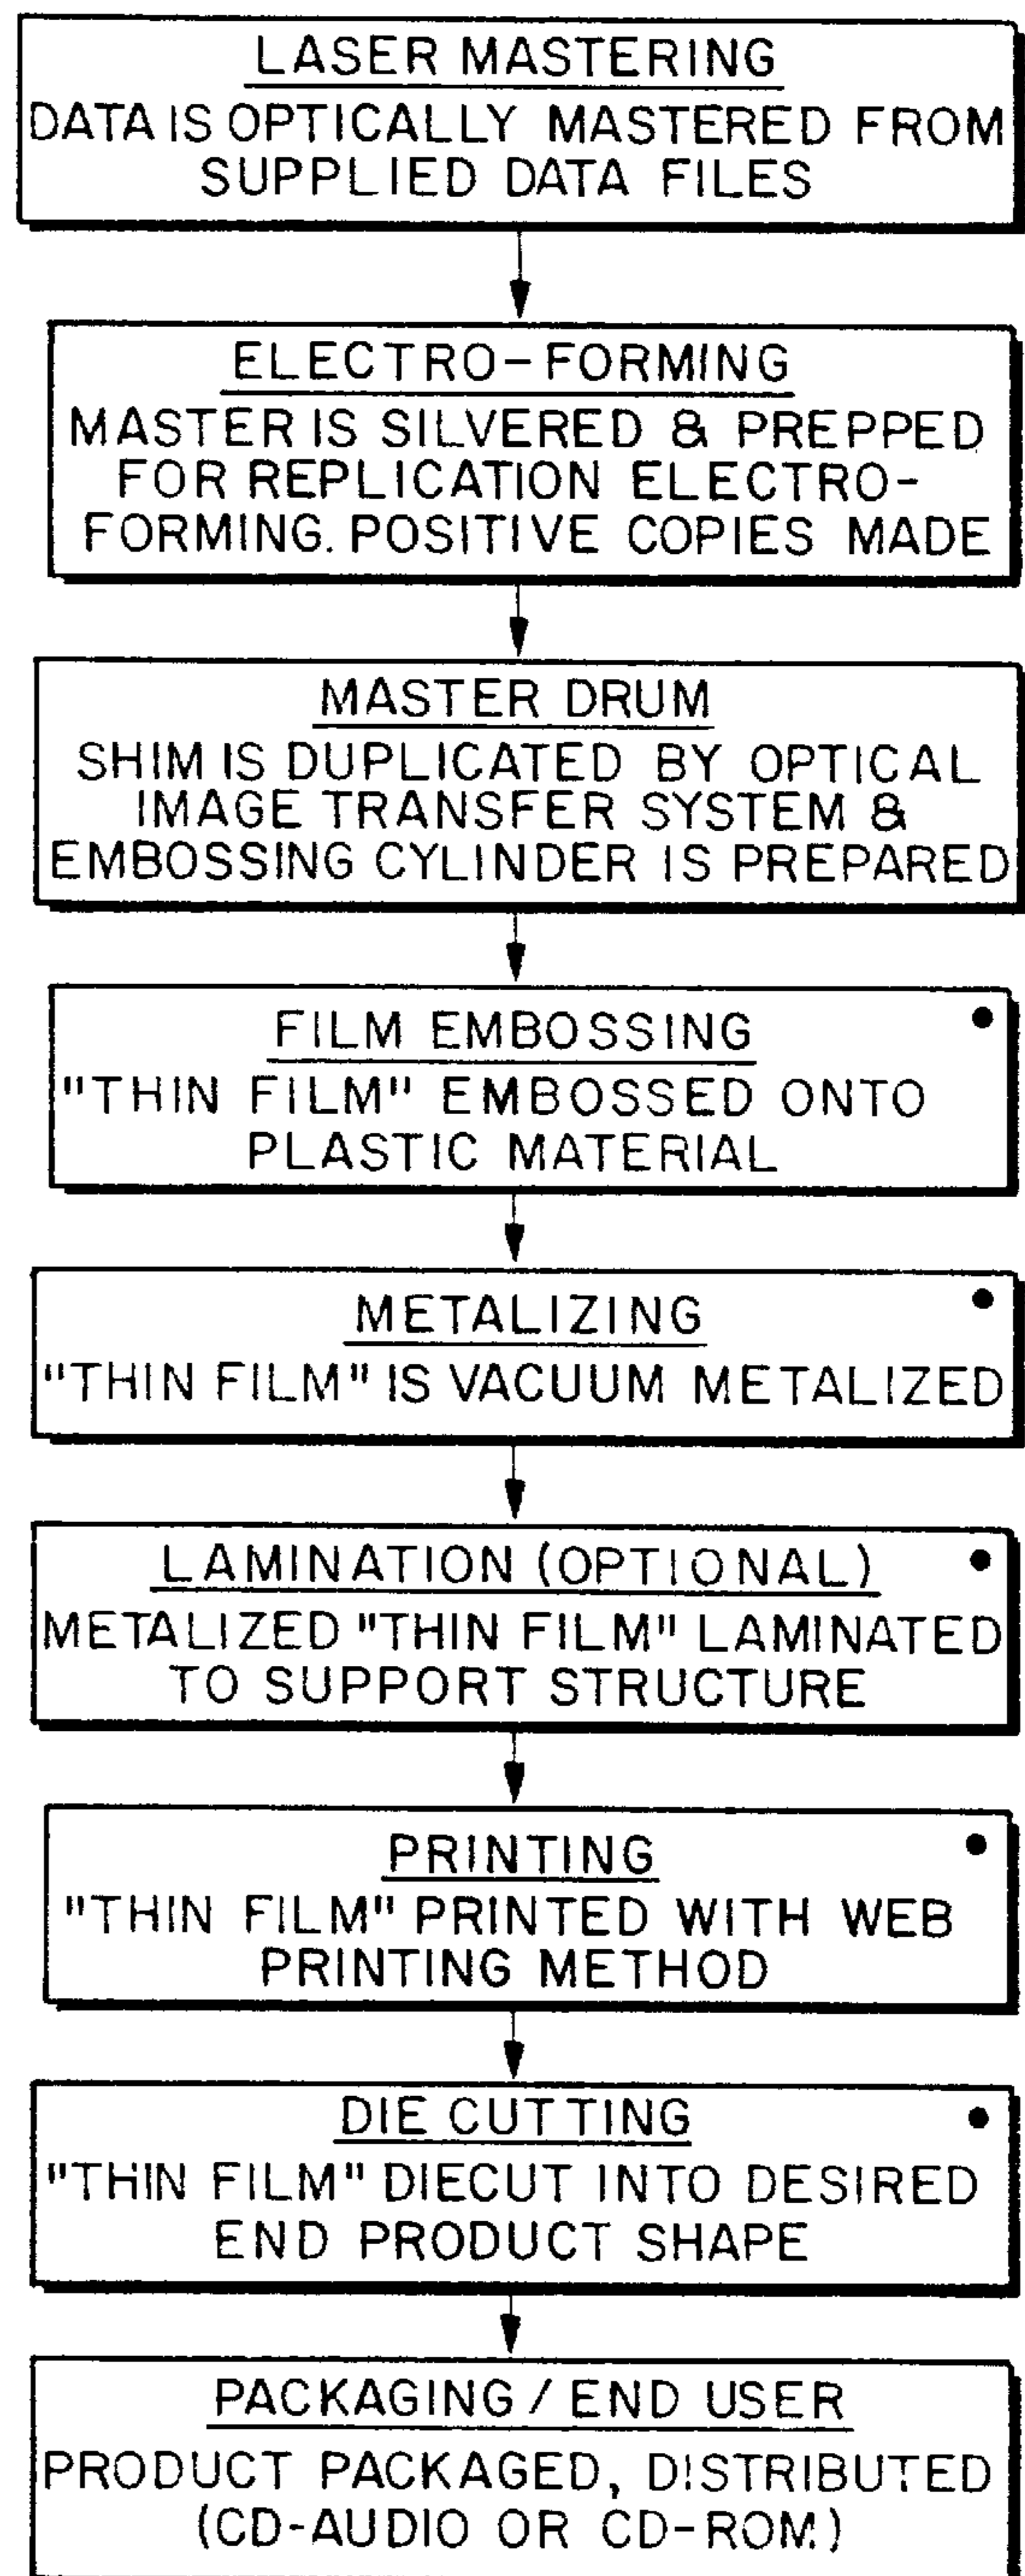 LASER MASTERING
DATA IS OPTICALLY MASTERED FROM
SUPPLIED DATA FILES
ELECTRO-FORMING
MASTER IS SILVERED & PREPPED
FOR REPLICATION ELECTRO-
FORMING. POSITIVE COPIES MADE
MASTER DRUM
SHIM IS DUPLICATED BY OPTICAL
IMAGE TRANSFER SYSTEM &
EMBOSSING CYLINDER IS PREPARED
FILM EMBOSSING
"THIN FILM" EMBOSSED ONTO
PLASTIC MATERIAL
METALIZING
"THIN FILM" IS VACUUM METALIZED
LAMINATION (OPTIONAL)
METALIZED "THIN FILM" LAMINATED
TO SUPPORT STRUCTURE
PRINTING
"THIN FILM" PRINTED WITH WEB
PRINTING METHOD
DIE CUTTING
"THIN FILM" DIECUT INTO DESIRED
END PRODUCT SHAPE
PACKAGING / END USER
PRODUCT PACKAGED, DISTRIBUTED
(CD-AUDIO OR CD-ROM)